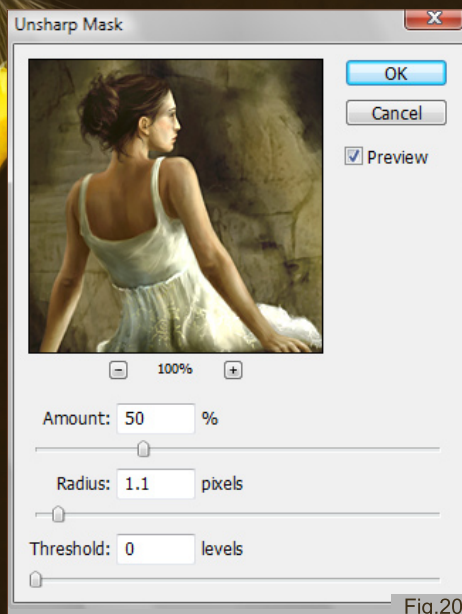 Unsharp Mask
OK
Cancel
Preview
100%
Amount: 50 %
Radius: 1.1 pixels
Threshold: 0 levels
Fig.20